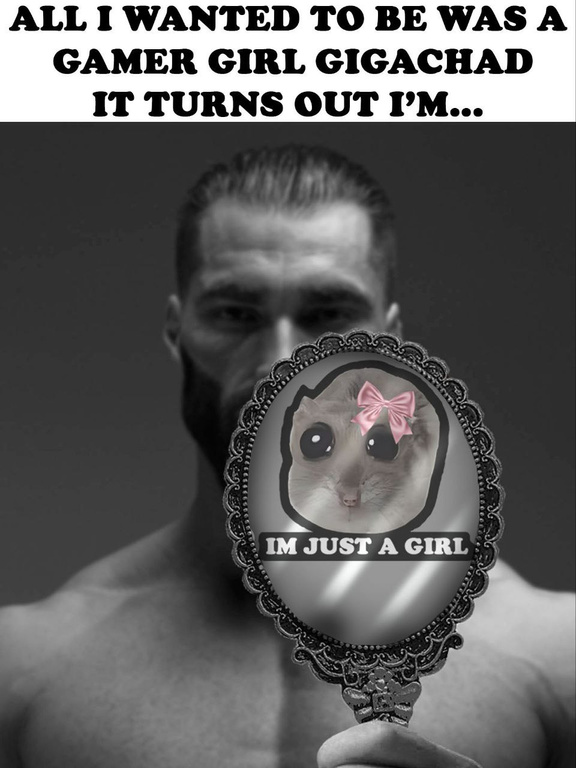 ALL I WANTED TO BE WAS A
GAMER GIRL GIGACHAD
IT TURNS OUT I'M...
IM JUST A GIRL